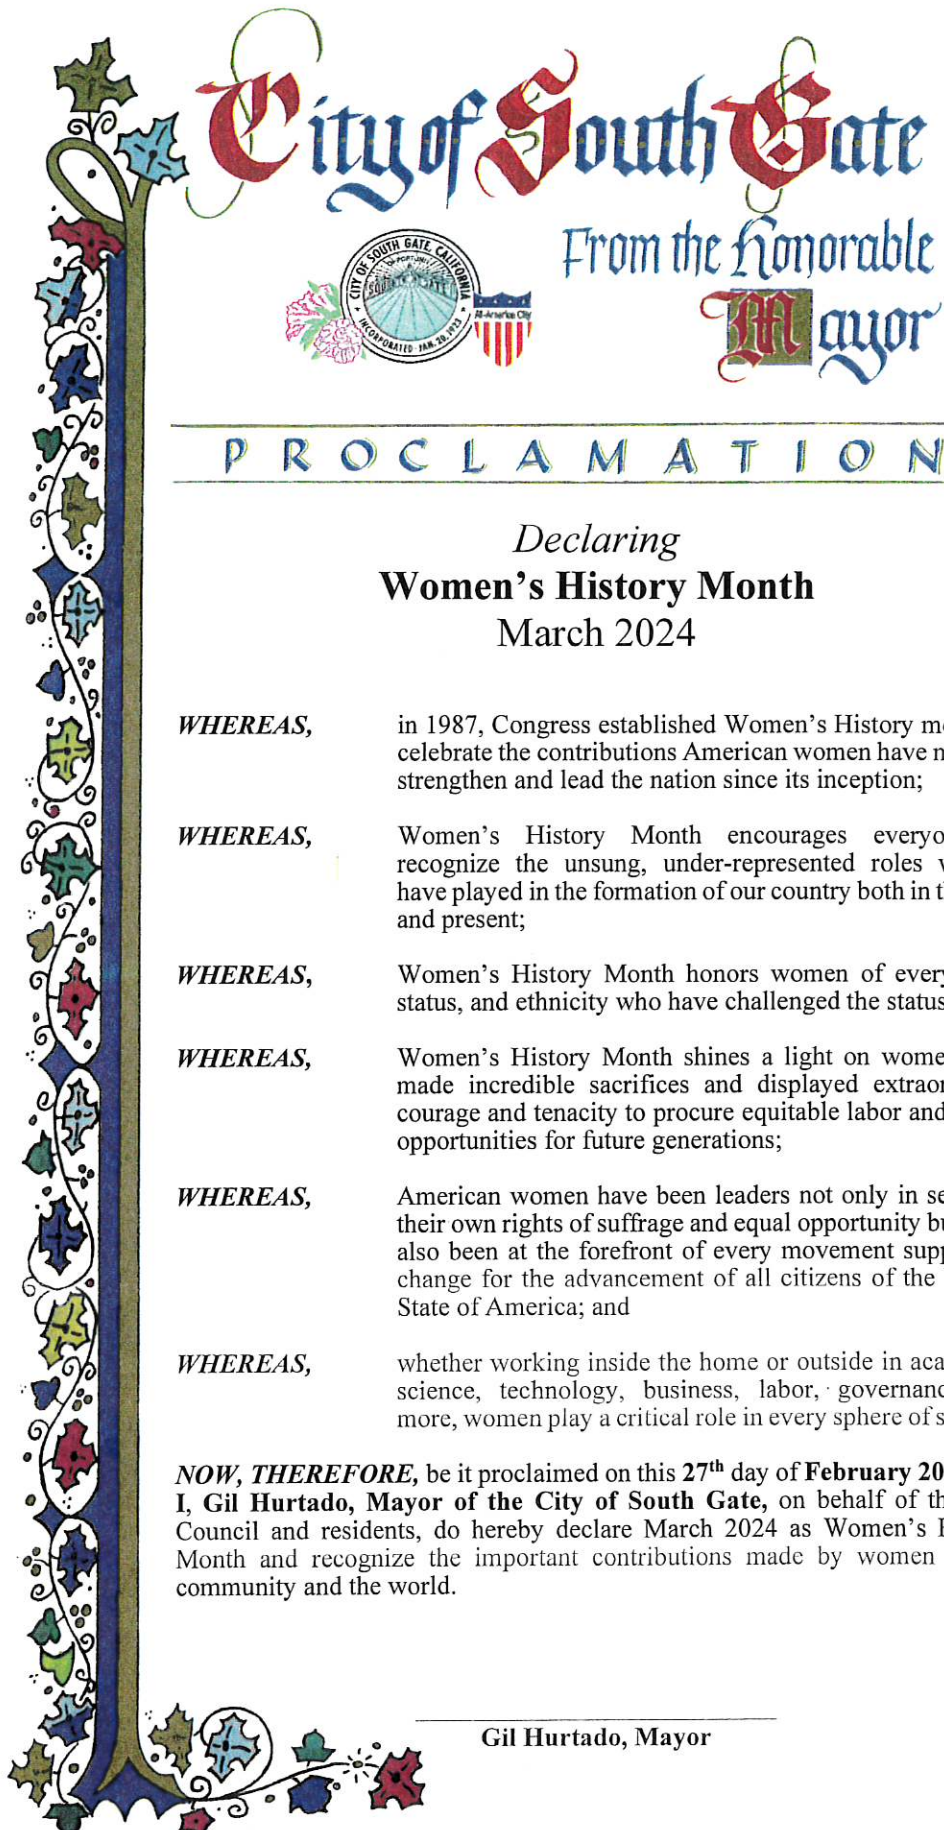 City of South Gate
From the Honorable
Mayor
CITY OF SOUTH GATE, CALIFORNIA
OPPORTUNI
SOUTH GATE
INCORPORATED - JAN. 20, 1923
All-America City
PROCLAMATION
Declaring
Women's History Month
March 2024
WHEREAS, in 1987, Congress established Women's History
celebrate the contributions American women have
strengthen and lead the nation since its inception;
WHEREAS, Women's History Month encourages
recognize the unsung, under-represented roles
have played in the formation of our country both in
and present;
WHEREAS, Women's History Month honors women of every
status, and ethnicity who have challenged the status
WHEREAS, Women's History Month shines a light on
made incredible sacrifices and displayed
courage and tenacity to procure equitable labor and
opportunities for future generations;
WHEREAS, American women have been leaders not only in
their own rights of suffrage and equal opportunity
also been at the forefront of every movement
change for the advancement of all citizens of the
State of America; and
WHEREAS, whether working inside the home or outside in
science, technology, business, labor,
more, women play a critical role in every sphere of
NOW, THEREFORE, be it proclaimed on this 27th day of February
I, Gil Hurtado, Mayor of the City of South Gate, on behalf of
Council and residents, do hereby declare March 2024 as Women's
Month and recognize the important contributions made by women
community and the world.
Gil Hurtado, Mayor